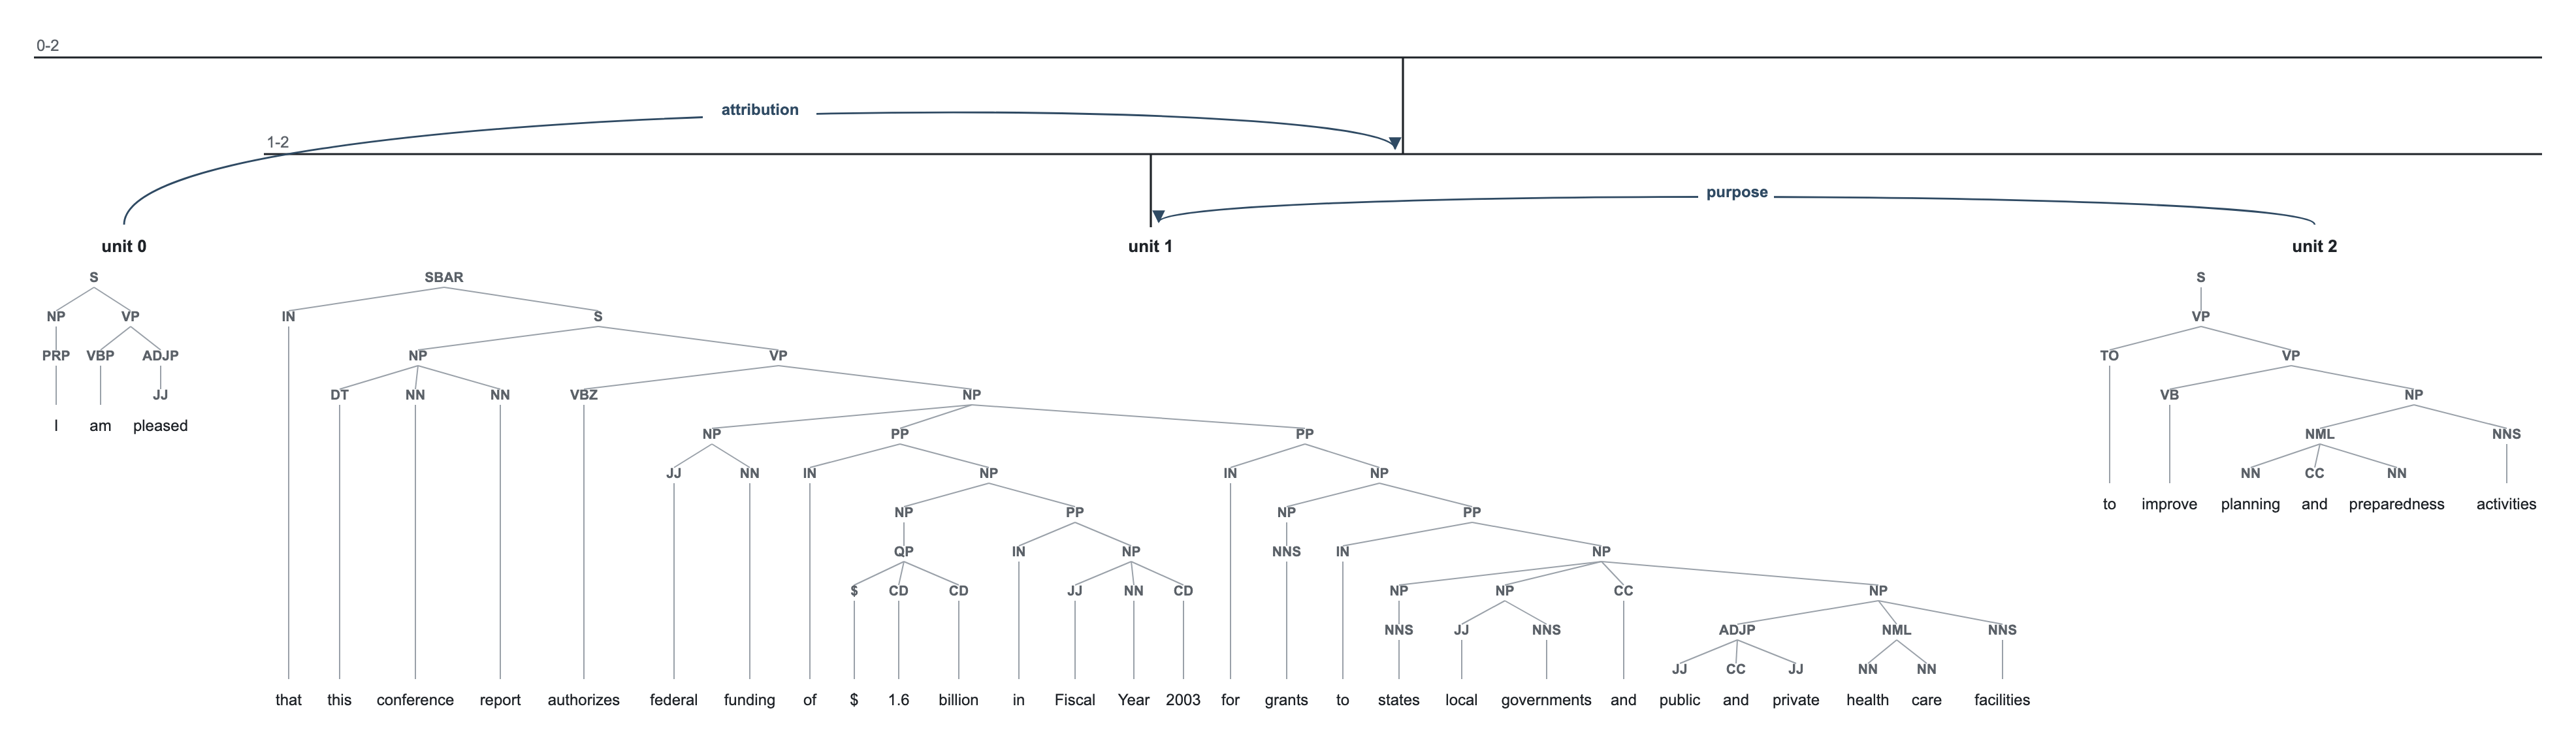 0-2
attribution
1-2
purpose
unit 0 unit 1 unit 2
S SBAR S
NP VP IN S VP
PRP VBP ADJP NP VP TO VP
JJ DT NN NN VBZ NP VB NP
I am pleased NP PP PP NML NNS
JJ NN IN NP IN NP NN CC NN
to improve planning and preparedness activities
NP PP NP PP
QP IN NP NNS IN NP
$ CD CD JJ NN CD NP NP CC NP
NNS JJ NNS ADJP NML NNS
JJ CC JJ NN NN
that this conference report authorizes federal funding of $ 1.6 billion in Fiscal Year 2003 for grants to states local governments and public and private health care facilities